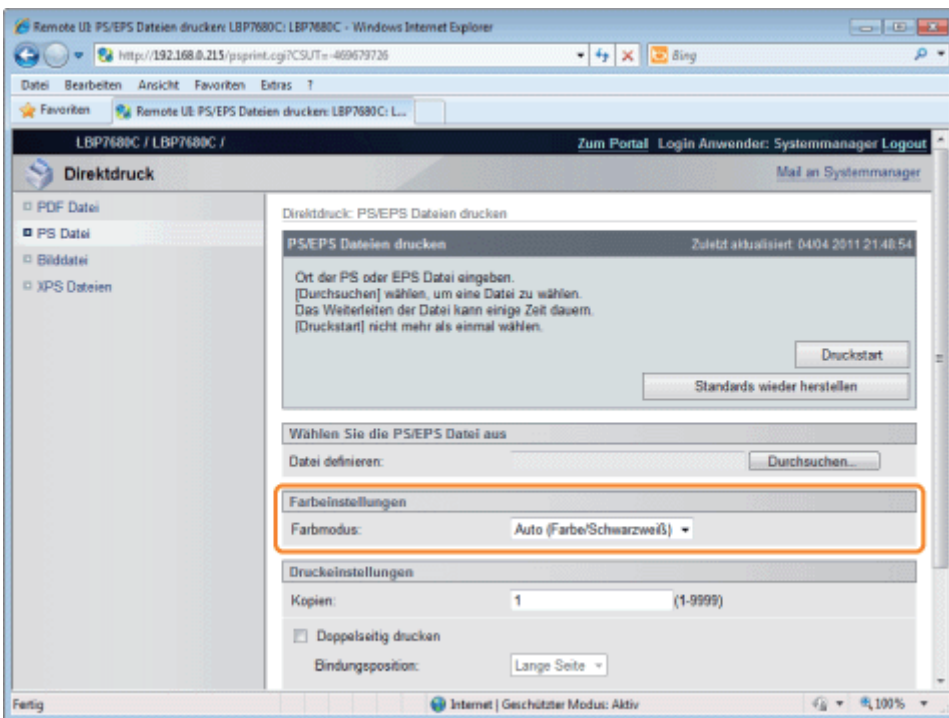 Remote UI: PS/EPS Dateien drucken: LBP7680C: LBP7680C - Windows Internet Explorer
http://192.168.0.215/psprint.cgi?CSUT=-469679726
Bing
Datei Bearbeiten Ansicht Favoriten Extras ?
Favoriten Remote UI: PS/EPS Dateien drucken: LBP7680C: L...
LBP7680C / LBP7680C / Zum Portal Login Anwender: Systemmanager Logout
Direktdruck Mail an Systemmanager
PDF Datei
PS Datei
Bilddatei
XPS Dateien
Direktdruck: PS/EPS Dateien drucken
PS/EPS Dateien drucken Zuletzt aktualisiert: 04/04 2011 21:48:54
Ort der PS oder EPS Datei eingeben.
[Durchsuchen] wählen, um eine Datei zu wählen.
Das Weiterleiten der Datei kann einige Zeit dauern.
[Druckstart] nicht mehr als einmal wählen.
Druckstart
Standards wieder herstellen
Wählen Sie die PS/EPS Datei aus
Datei definieren: Durchsuchen...
Farbeinstellungen
Farbmodus: Auto (Farbe/Schwarzweiß)
Druckeinstellungen
Kopien: 1 (1-9999)
Doppelseitig drucken
Bindungsposition: Lange Seite
Fertig Internet | Geschützter Modus: Aktiv 100%